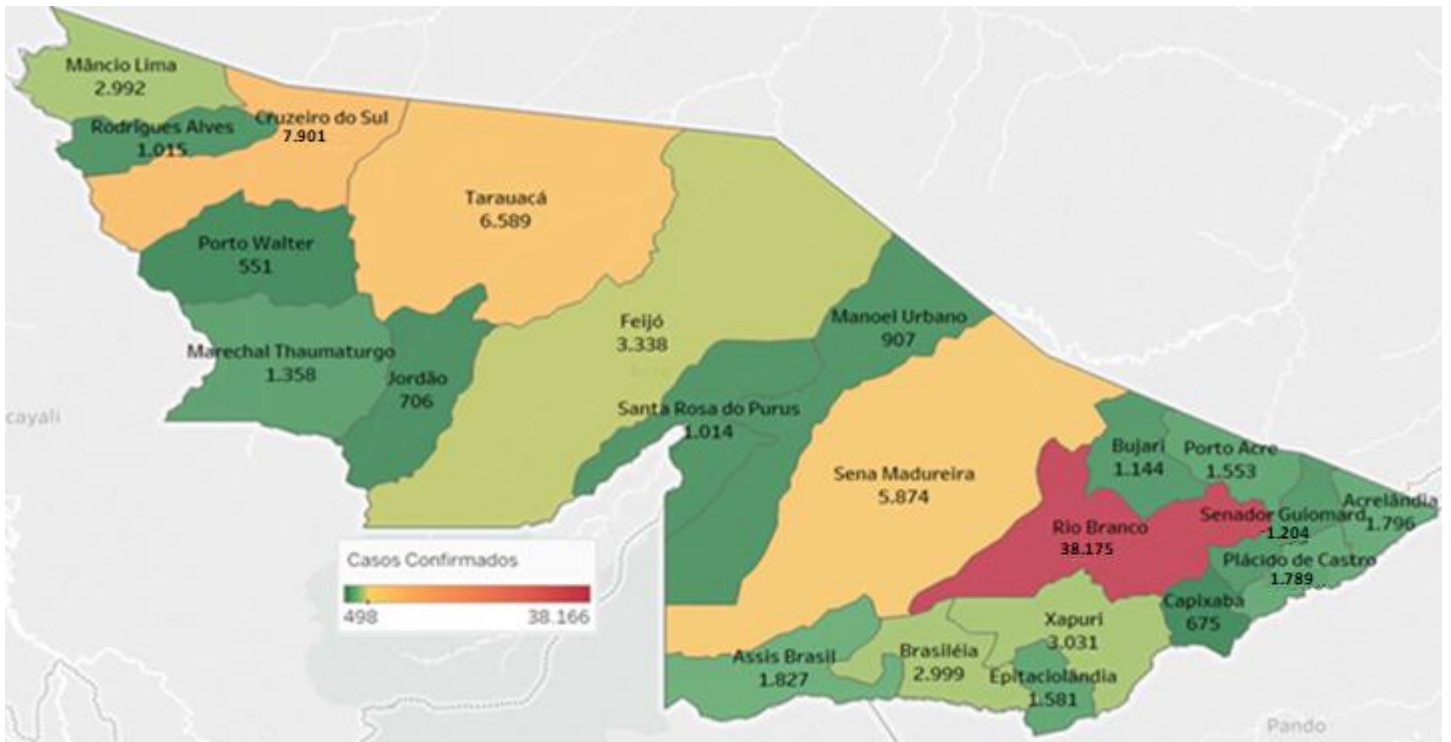 Mâncio Lima
2.992
Cruzeiro do Sul
7.901
Rodrigues Alves
1.015
Tarauacá
6.589
Porto Walter
551
Feijó
3.338
Manoel Urbano
907
Marechal Thaumaturgo
1.358
Jordão
706
Santa Rosa do Purus
1.014
cayali
Sena Madureira
5.874
Bujari
1.144
Porto Acre
1.553
Acrelândia
1.796
Senador Guiomard
1.204
Rio Branco
38.175
Plácido de Castro
1.789
Casos Confirmados
498 38.166
Capixaba
675
Xapuri
3.031
Brasiléia
2.999
Assis Brasil
1.827
Epitaciolândia
1.581
Pando